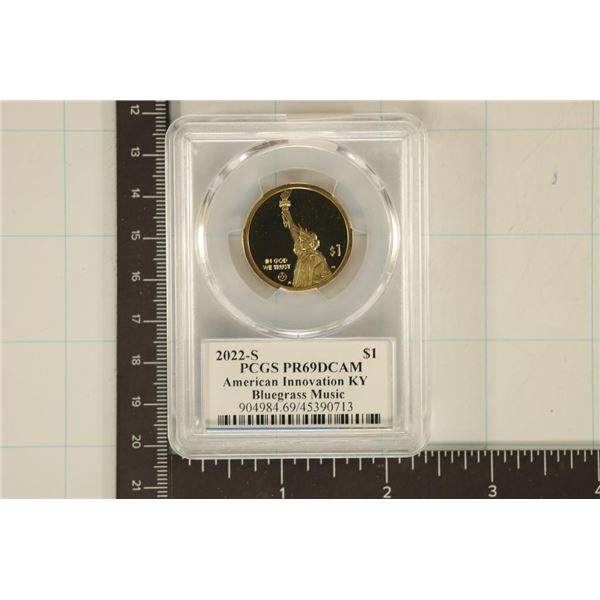 IN GOD
WE TRUST
$1
2022-S $1
PCGS PR69DCAM
American Innovation KY
Bluegrass Music
904984.69/45390713
12
13
14
15
16
17
18
19
20
21
1 2 3 4